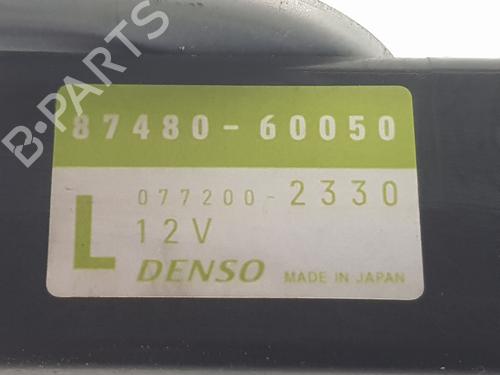 B-PARTS
87480-60050
L
077200-2330
12V
DENSO MADE IN JAPAN